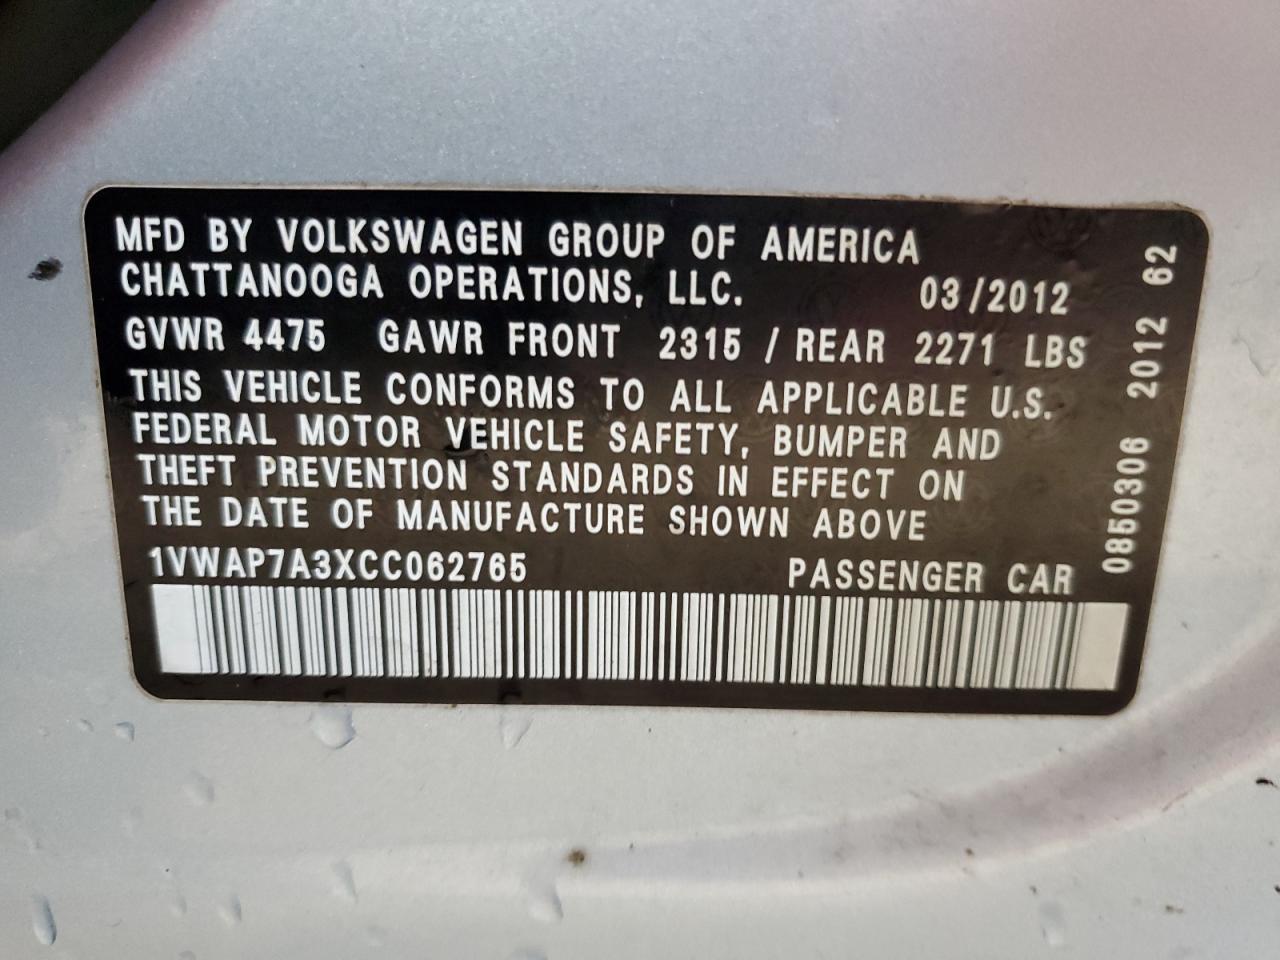 MFD BY VOLKSWAGEN GROUP OF AMERICA
CHATTANOOGA OPERATIONS, LLC. 03/2012
GVWR 4475 GAWR FRONT 2315 / REAR 2271 LBS
THIS VEHICLE CONFORMS TO ALL APPLICABLE U.S.
FEDERAL MOTOR VEHICLE SAFETY, BUMPER AND
THEFT PREVENTION STANDARDS IN EFFECT ON
THE DATE OF MANUFACTURE SHOWN ABOVE
1VWAP7A3XCC062765 PASSENGER CAR
0850306 2012 62